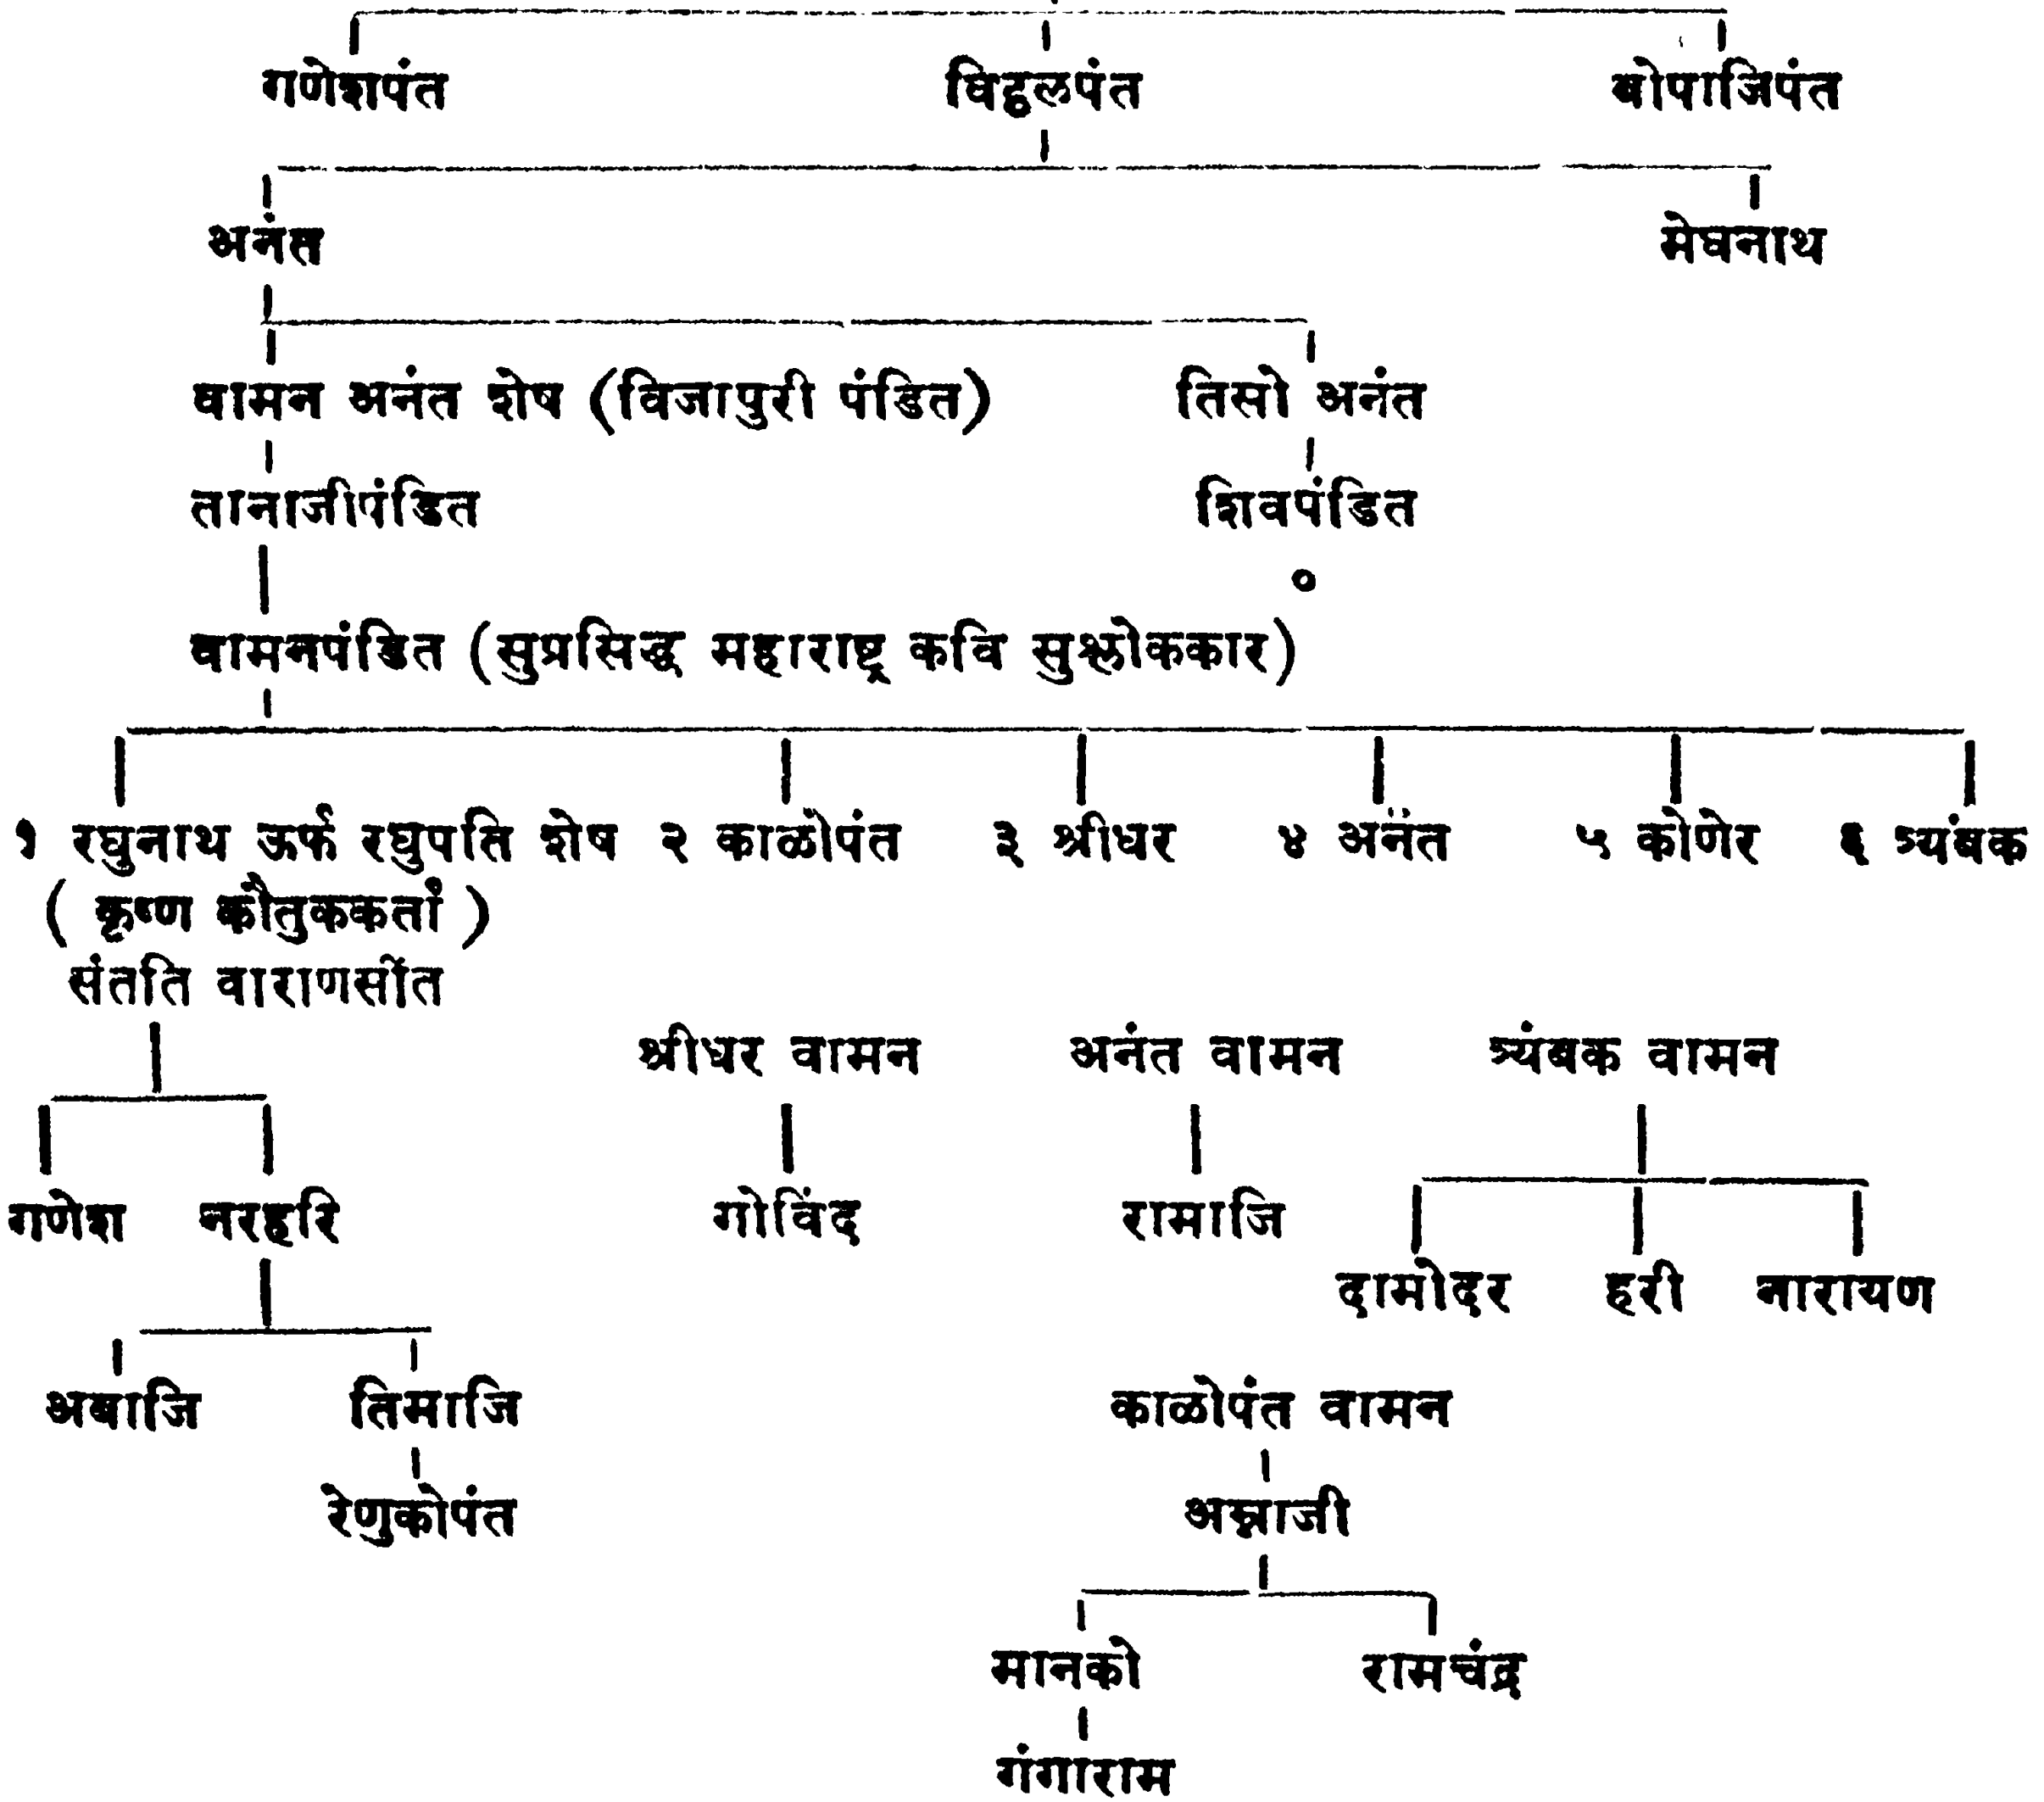 गणेशपंत विठ्ठलपंत बोपाजिपंत
अनंत मेघनाथ
वामन अनंत शेष (विजापुरी पंडित) तिसो अनंत
तानाजीपंडित शिवपंडित
०
वामनपंडित (सुप्रसिद्ध महाराष्ट्र कवि सुश्लोककार)
१ रघुनाथ ऊर्फ रघुपति शेष २ काळोपंत ३ श्रीधर ४ अनंत ५ कोणेर ६ त्र्यंबक
( कृष्ण कौतुककर्ता )
संतति वाराणसींत
श्रीधर वामन अनंत वामन त्र्यंबक वामन
गणेश नरहरि गोविंद रामाजि
दामोदर हरी नारायण
अबाजि तिमाजि काळोपंत वामन
रेणुकोपंत अन्नाजी
मानको रामचंद्र
गंगाराम